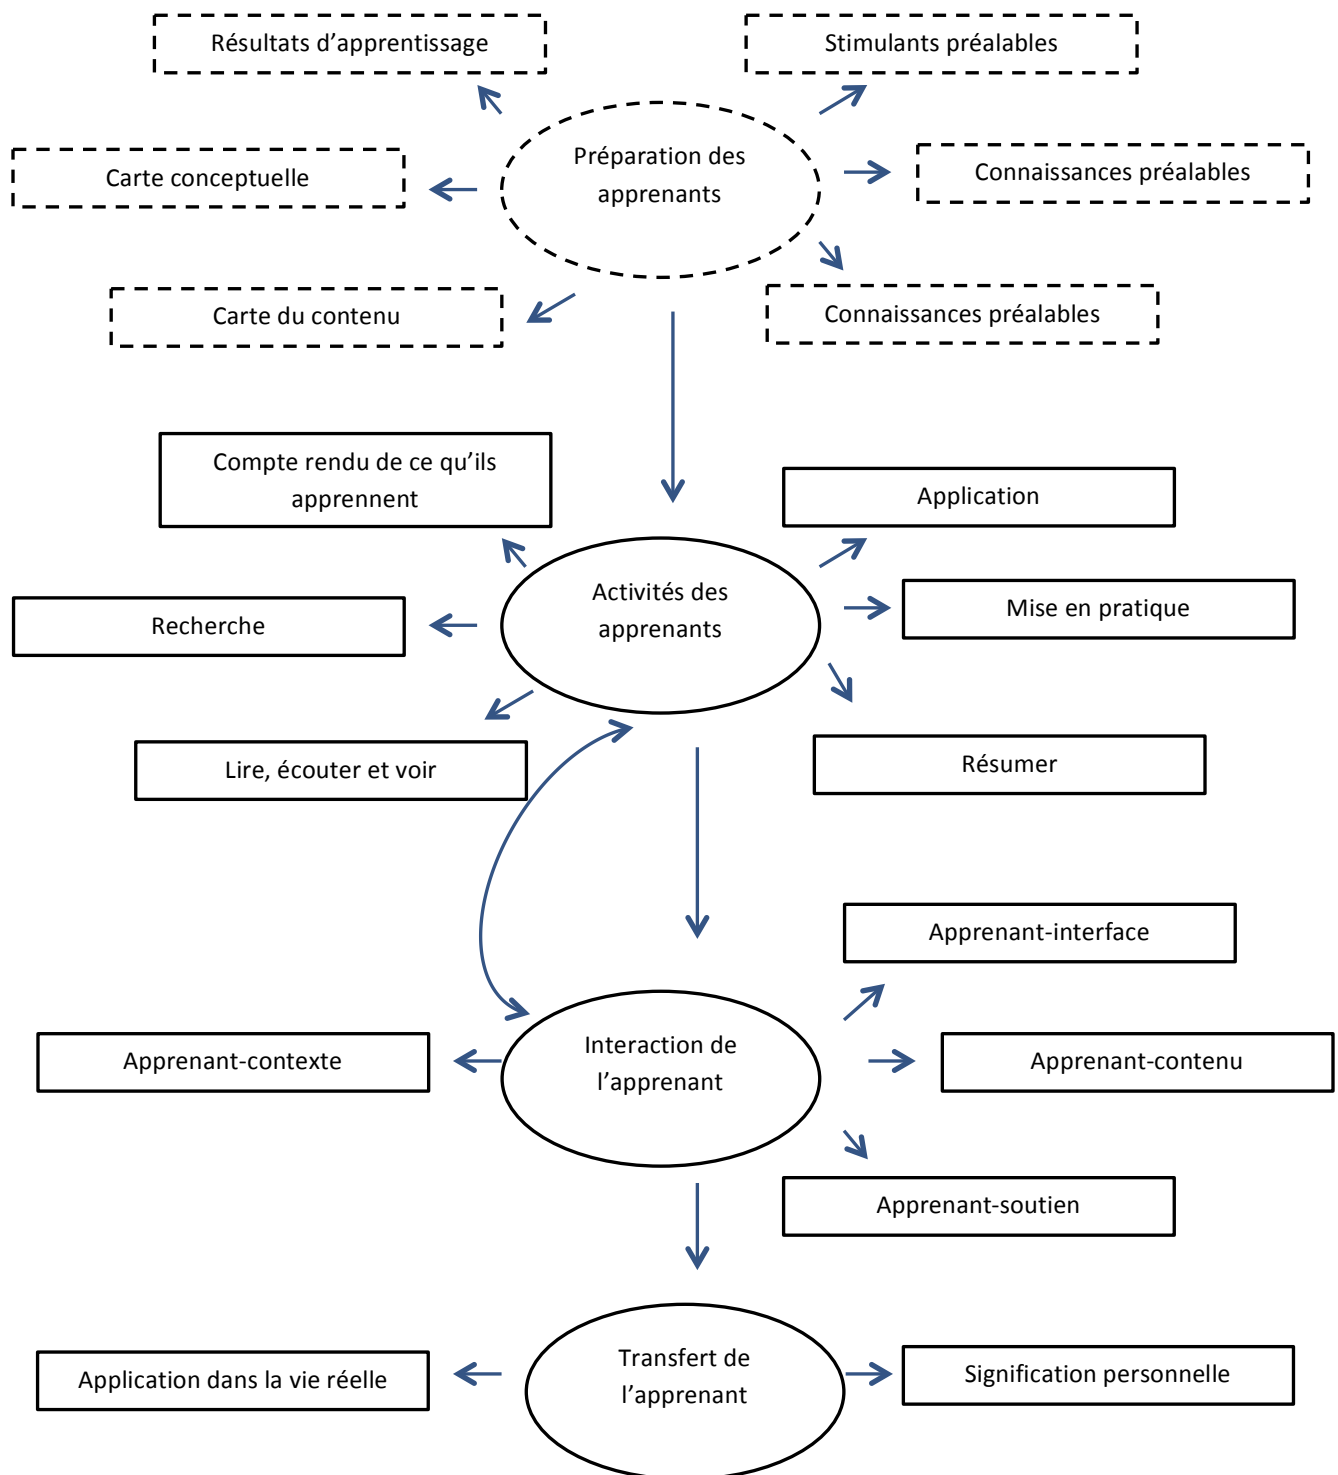 Résultats d’apprentissage
Stimulants préalables
Préparation des
apprenants
Carte conceptuelle
Connaissances préalables
Carte du contenu
Connaissances préalables
Compte rendu de ce qu’ils
apprennent
Application
Activités des
apprenants
Recherche
Mise en pratique
Lire, écouter et voir
Résumer
Apprenant-interface
Interaction de
l’apprenant
Apprenant-contexte
Apprenant-contenu
Apprenant-soutien
Transfert de
l’apprenant
Application dans la vie réelle
Signification personnelle